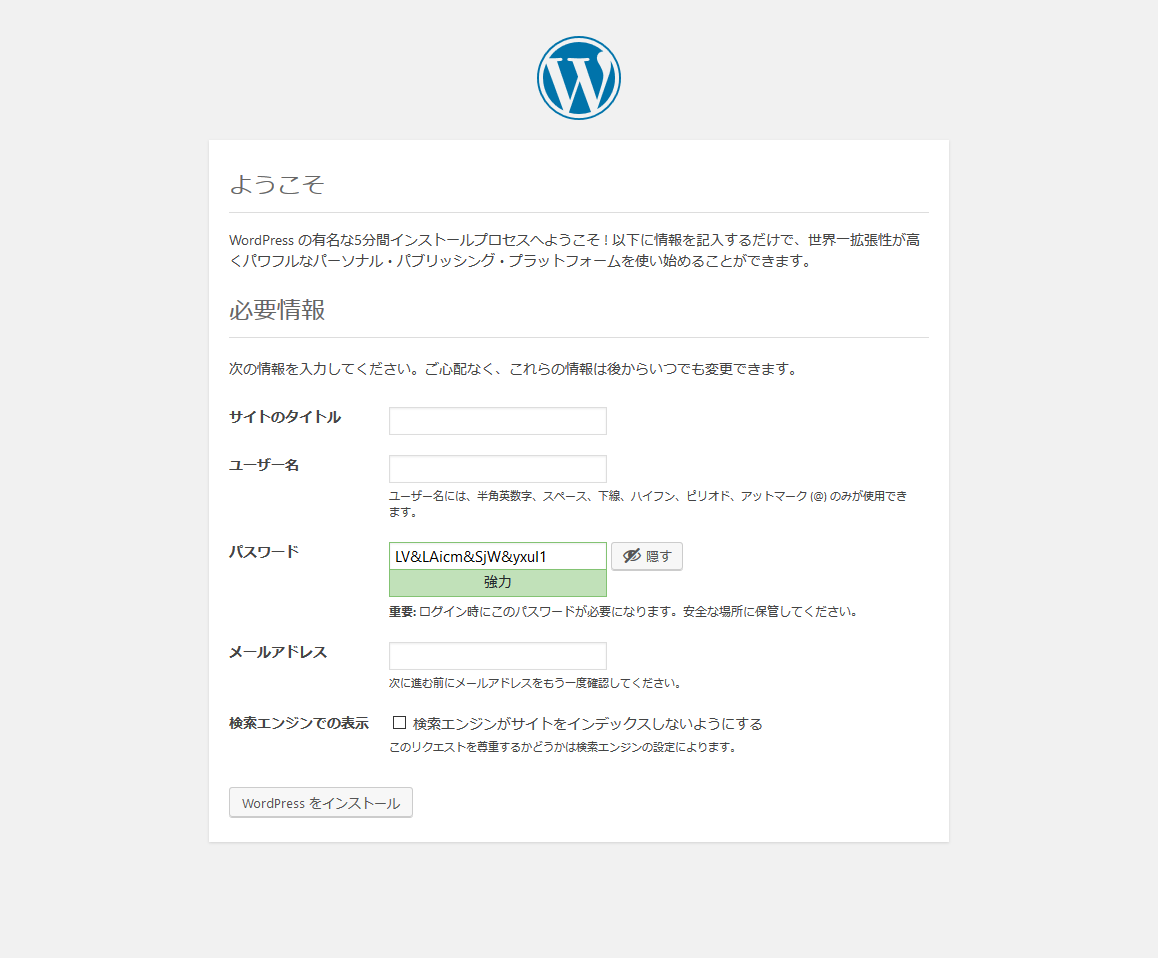 ようこそ
WordPress の有名な5分間インストールプロセスへようこそ ! 以下に情報を記入するだけで、世界一拡張性が高
くパワフルなパーソナル・パブリッシング・プラットフォームを使い始めることができます。
必要情報
次の情報を入力してください。ご心配なく、これらの情報は後からいつでも変更できます。
サイトのタイトル
ユーザー名
ユーザー名には、半角英数字、スペース、下線、ハイフン、ピリオド、アットマーク (@) のみが使用でき
ます。
パスワード LV&LAicm&SjW&yxuI1 隠す
強力
重要: ログイン時にこのパスワードが必要になります。安全な場所に保管してください。
メールアドレス
次に進む前にメールアドレスをもう一度確認してください。
検索エンジンでの表示 検索エンジンがサイトをインデックスしないようにする
このリクエストを尊重するかどうかは検索エンジンの設定によります。
WordPress をインストール